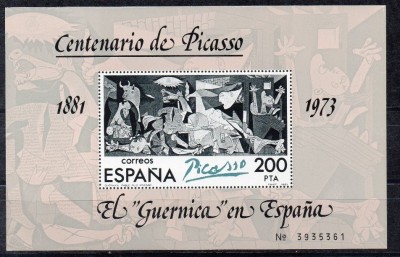 Centenario de Picasso
1881
1973
correos
ESPAÑA
Picasso
200
PTA
El "Guernica" en España
Nº 3935361